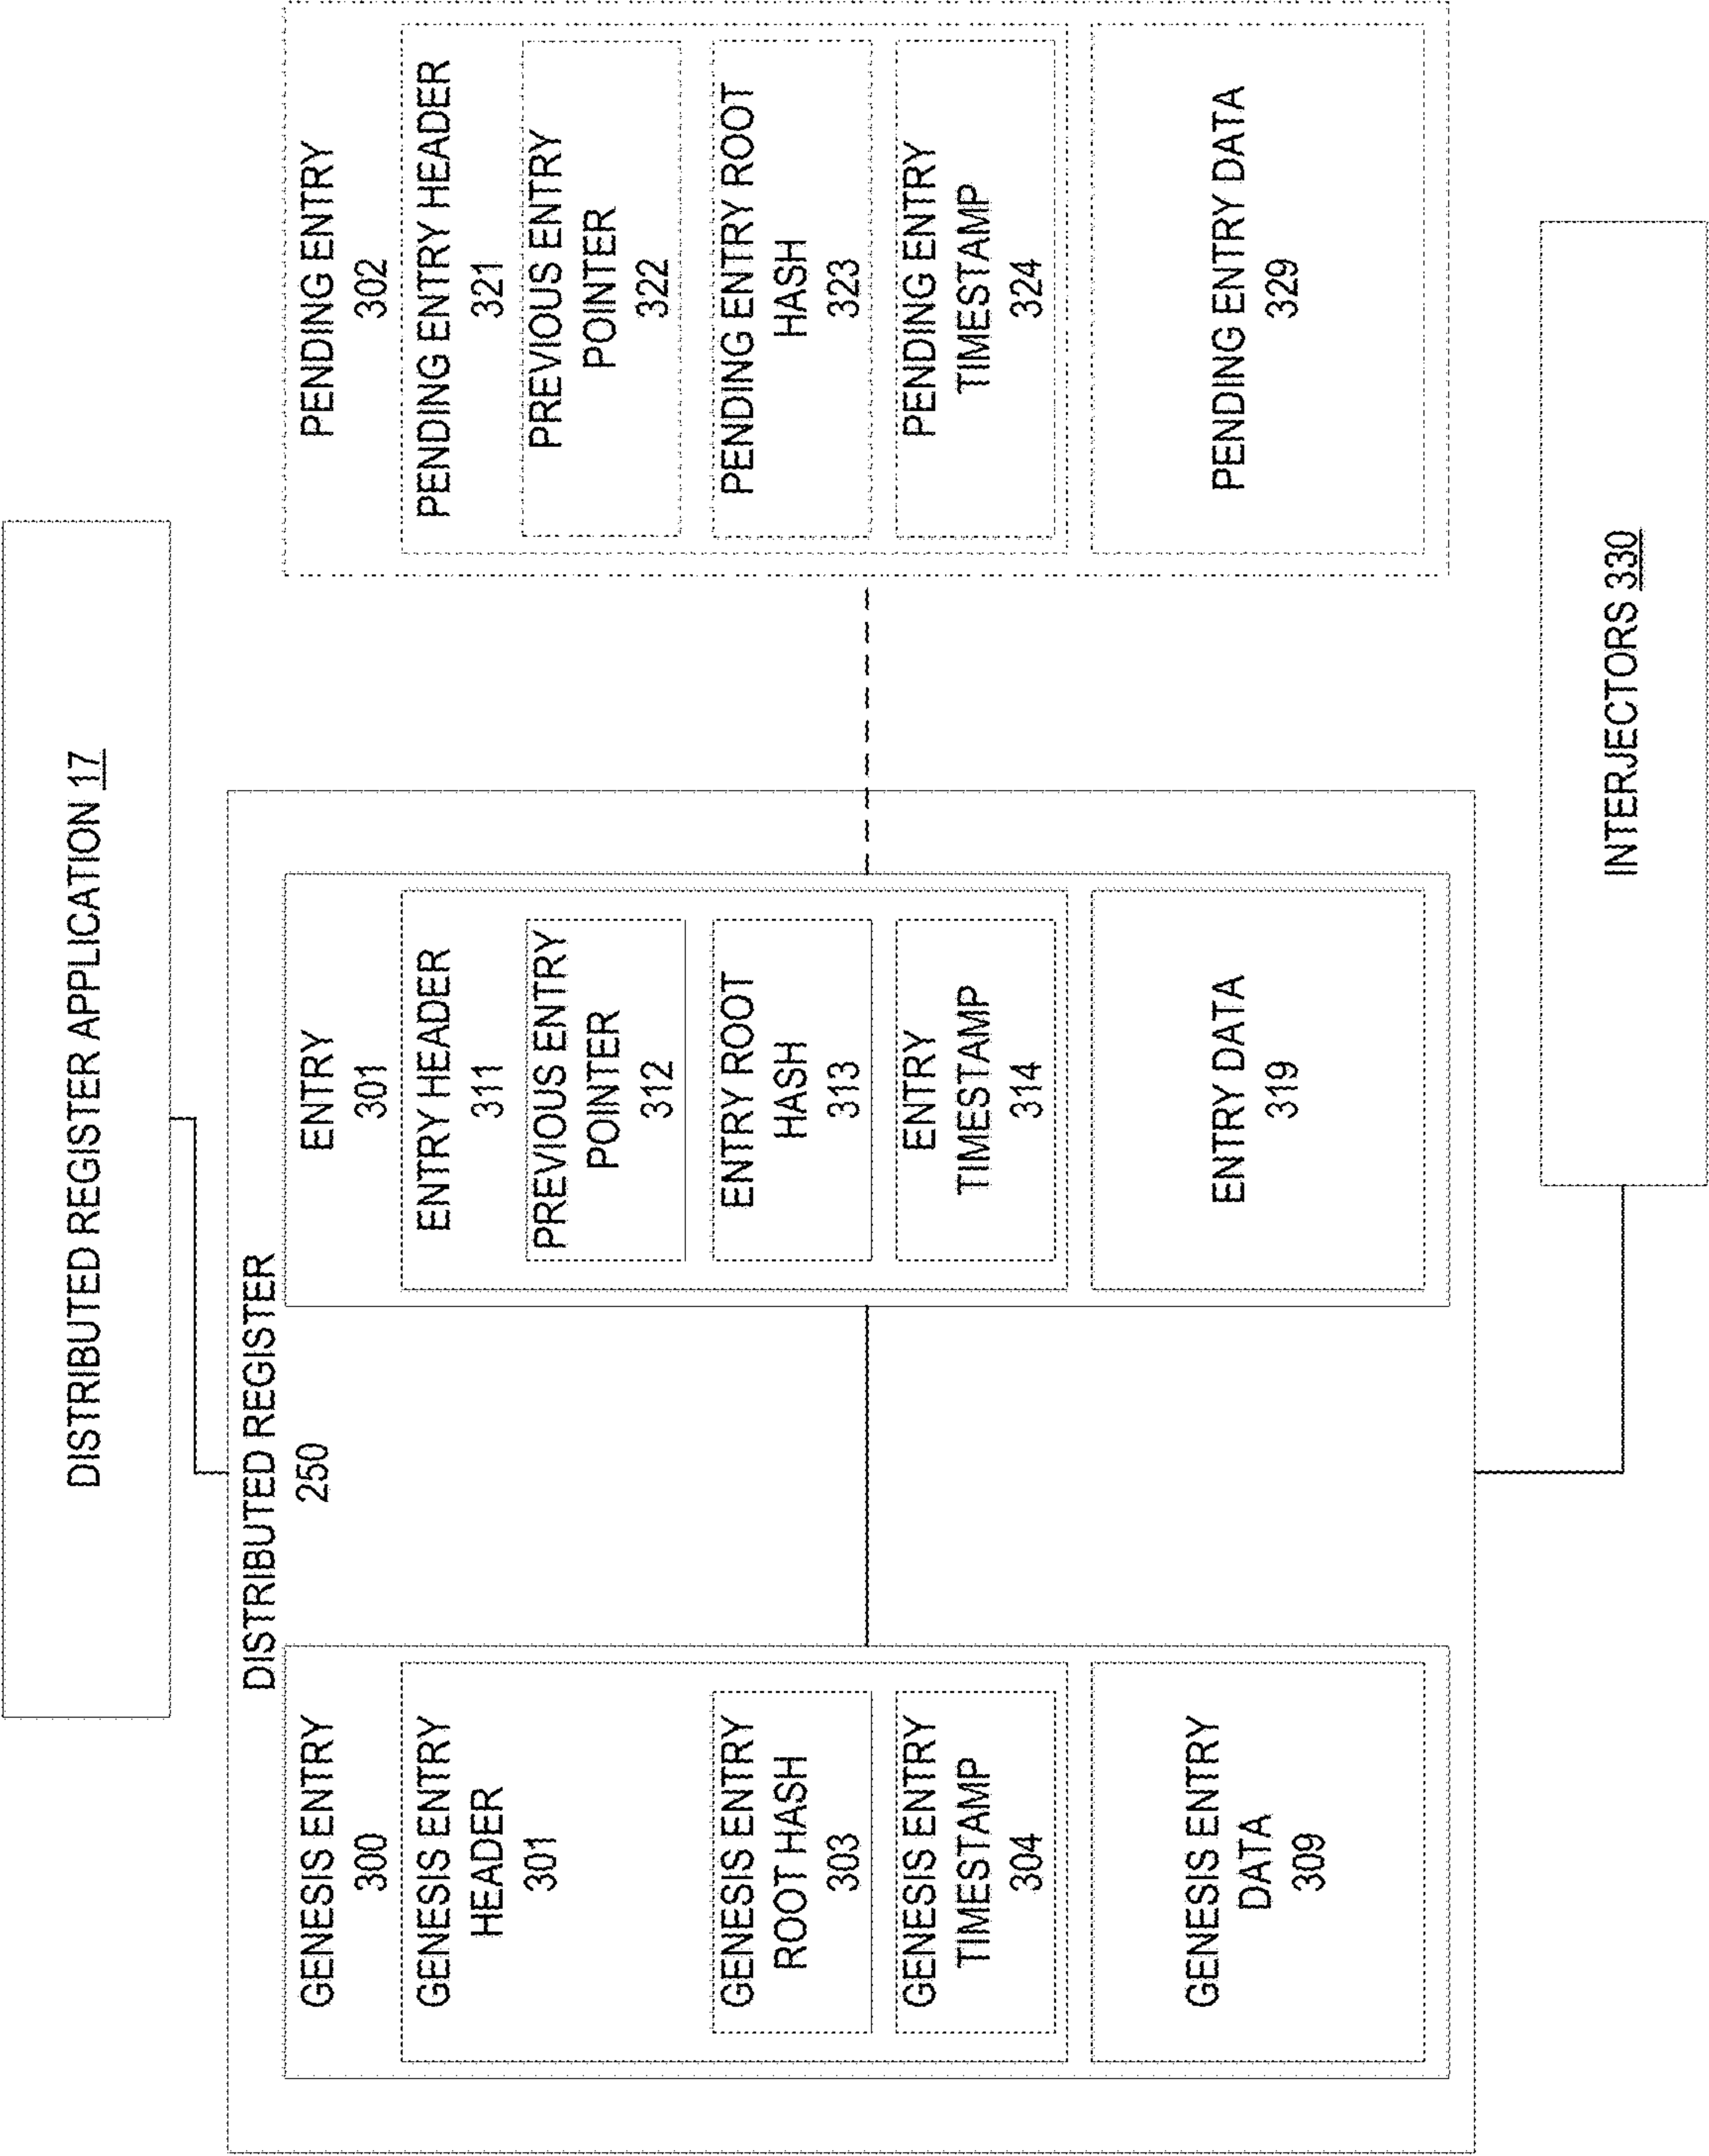 DISTRIBUTED REGISTER APPLICATION 17
DISTRIBUTED REGISTER
250
GENESIS ENTRY
300
GENESIS ENTRY
HEADER
301
GENESIS ENTRY
ROOT HASH
303
GENESIS ENTRY
TIMESTAMP
304
GENESIS ENTRY
DATA
309
ENTRY
301
ENTRY HEADER
311
PREVIOUS ENTRY
POINTER
312
ENTRY ROOT
HASH
313
ENTRY
TIMESTAMP
314
ENTRY DATA
319
PENDING ENTRY
302
PENDING ENTRY HEADER
321
PREVIOUS ENTRY
POINTER
322
PENDING ENTRY ROOT
HASH
323
PENDING ENTRY
TIMESTAMP
324
PENDING ENTRY DATA
329
INTERJECTORS 330